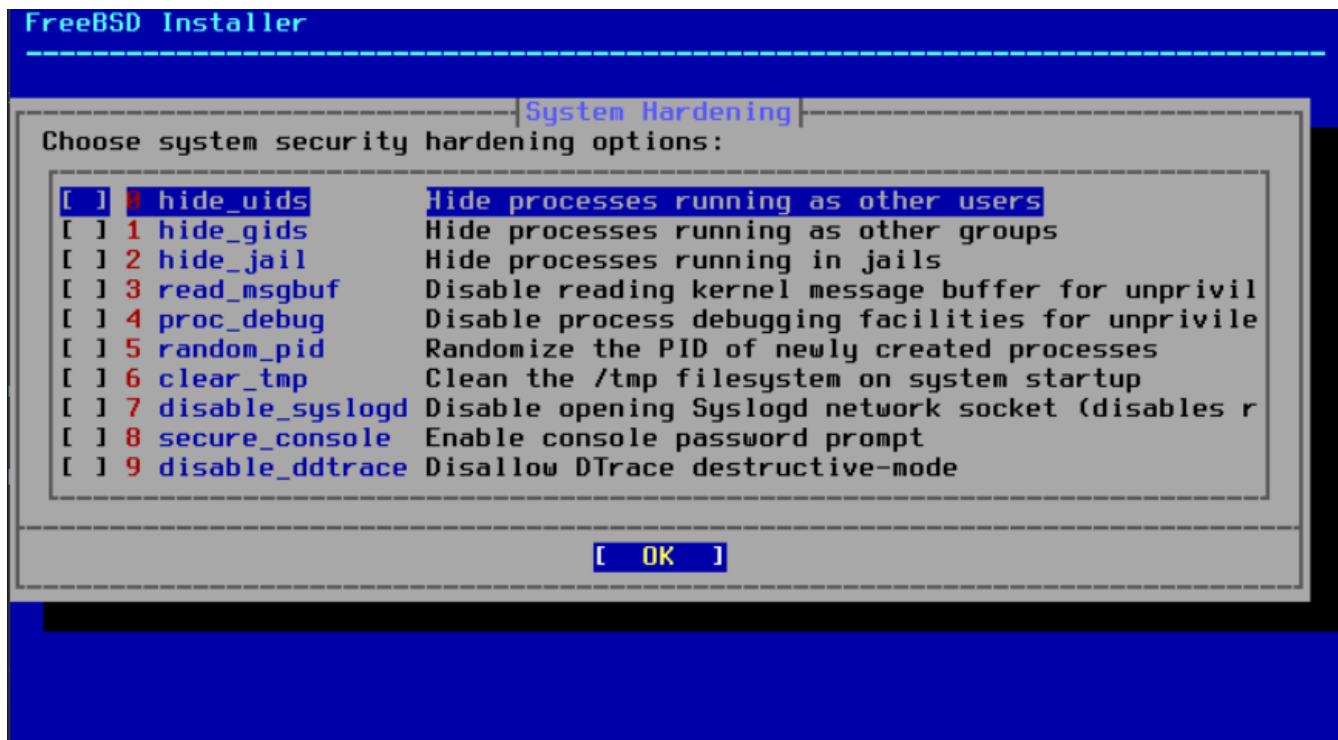 FreeBSD Installer
System Hardening
Choose system security hardening options:
[ ] 0 hide_uids Hide processes running as other users
[ ] 1 hide_gids Hide processes running as other groups
[ ] 2 hide_jail Hide processes running in jails
[ ] 3 read_msgbuf Disable reading kernel message buffer for unprivil
[ ] 4 proc_debug Disable process debugging facilities for unprivile
[ ] 5 random_pid Randomize the PID of newly created processes
[ ] 6 clear_tmp Clean the /tmp filesystem on system startup
[ ] 7 disable_syslogd Disable opening Syslogd network socket (disables r
[ ] 8 secure_console Enable console password prompt
[ ] 9 disable_ddtrace Disallow DTrace destructive-mode
[ OK ]